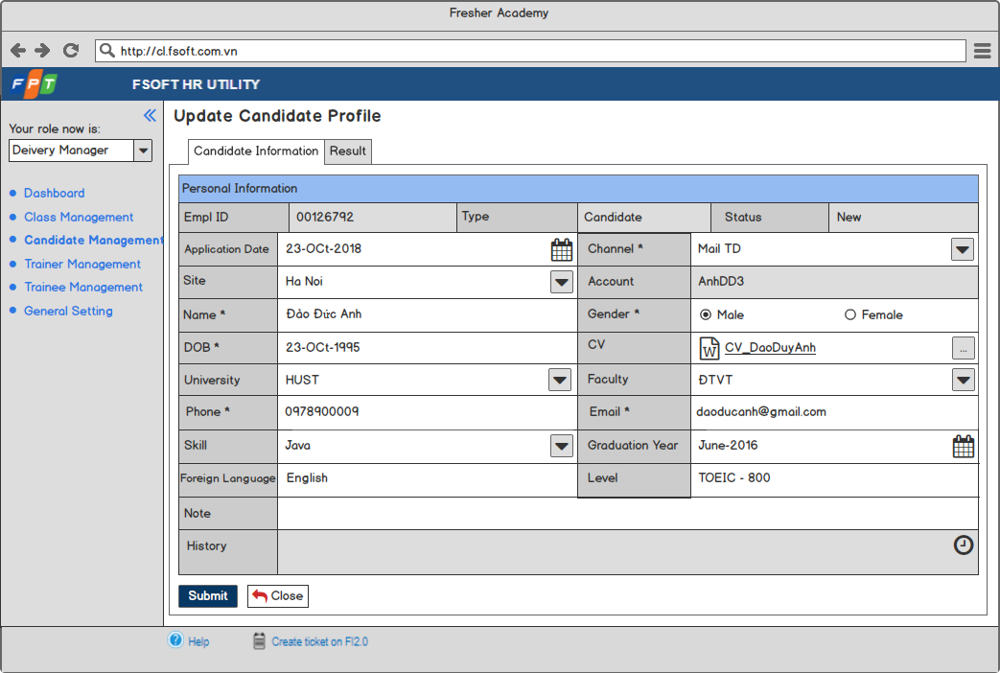 Fresher Academy
http://cl.fsoft.com.vn
FPT FSOFT HR UTILITY
Your role now is:
Deivery Manager
Dashboard
Class Management
Candidate Management
Trainer Management
Trainee Management
General Setting
Update Candidate Profile
Candidate Information Result
Personal Information
Empl ID 00126792 Type Candidate Status New
Application Date 23-OCt-2018 Channel * Mail TD
Site Ha Noi Account AnhDD3
Name * Đảo Đức Anh Gender * Male Female
DOB * 23-OCt-1995 CV W CV_DaoDuyAnh ...
University HUST Faculty ĐTVT
Phone * 0978900009 Email * daoducanh@gmail.com
Skill Java Graduation Year June-2016
Foreign Language English Level TOEIC - 800
Note
History
Submit Close
? Help Create ticket on FI2.0